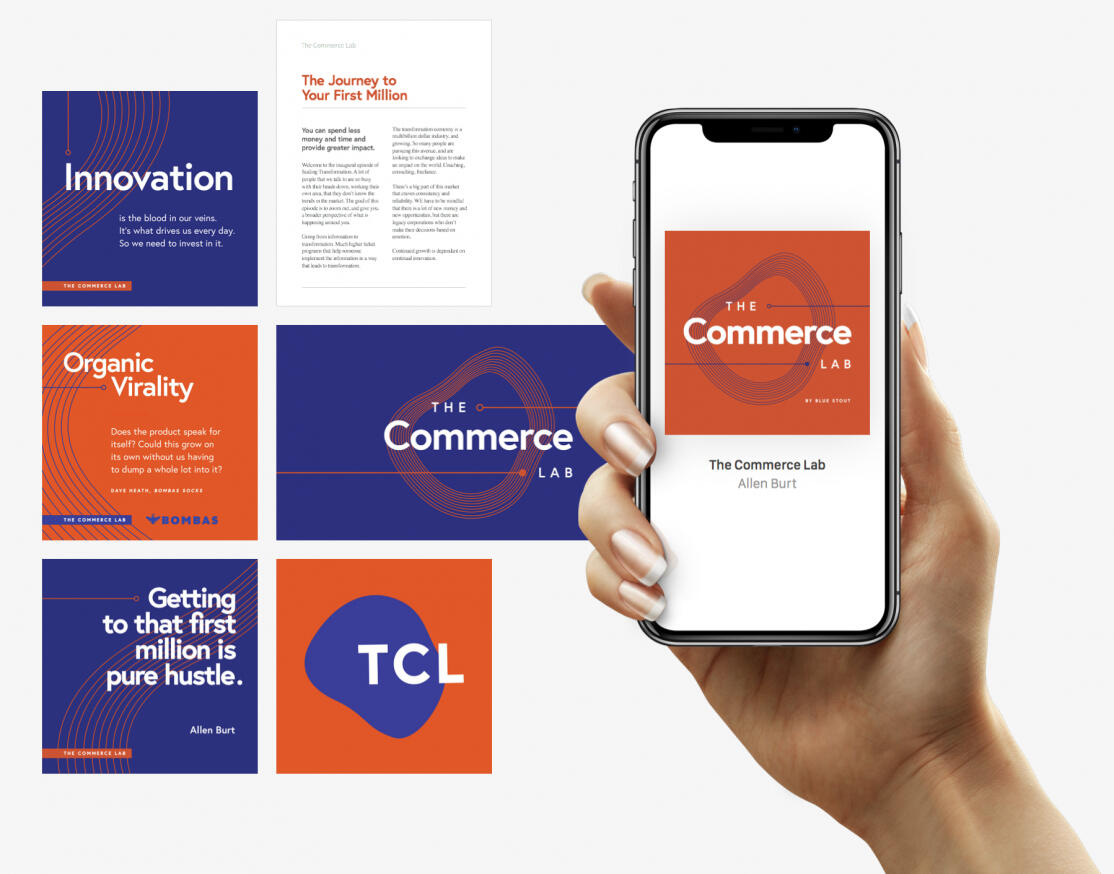 Innovation
is the blood in our veins.
It's what drives us every day.
So we need to invest in it.
THE COMMERCE LAB
The Commerce Lab
The Journey to
Your First Million
You can spend less
money and time and
provide greater impact.
Welcome to the inaugural episode of
Scaling Transformation. A lot of
people that we talk to are so busy
with their heads down, working their
own area, that they don't know the
trends in the market. The goal of this
episode is to zoom out, and give you
a broader perspective of what is
happening around you.
Going from information to
transformation. Much higher ticket
programs that help someone
implement the information in a way
that leads to transformation.
The transformation economy is a
multibillion dollar industry, and
growing. So many people are
pursuing this avenue, and are
looking to exchange ideas to make
an impact on the world. Coaching,
consulting, freelance.
There's a big part of this market
that craves consistency and
reliability. WE have to be mindful
that there is a lot of new money and
new opportunities, but there are
legacy corporations who don't
make their decisions based on
emotion.
Continued growth is dependent on
continual innovation.
Organic
Virality
Does the product speak for
itself? Could this grow on
its own without us having
to dump a whole lot into it?
DAVE HEATH, BOMBAS SOCKS
THE COMMERCE LAB
BOMBAS
THE
Commerce
LAB
Getting
to that first
million is
pure hustle.
Allen Burt
THE COMMERCE LAB
TCL
THE
Commerce
LAB
BY BLUE STOUT
The Commerce Lab
Allen Burt